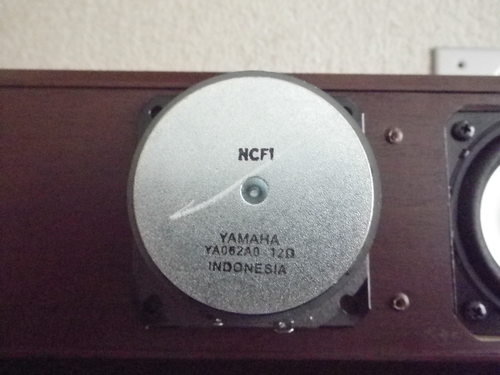 NCF1
YAMAHA
YA062A0 12Ω
INDONESIA